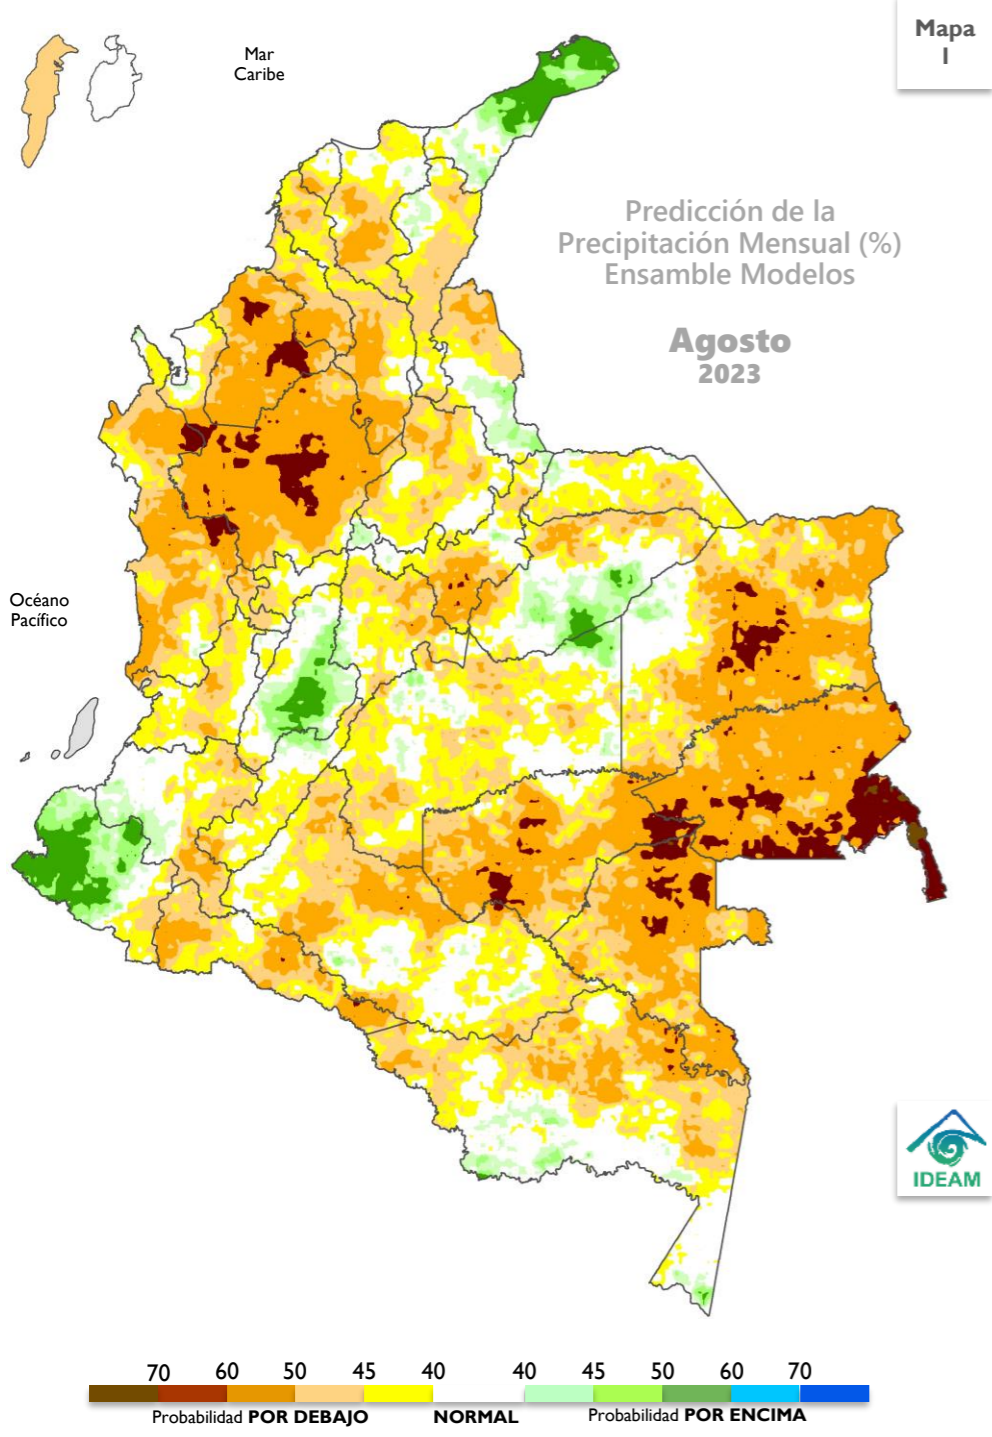 Mapa
1
Mar
Caribe
Predicción de la
Precipitación Mensual (%)
Ensamble Modelos
Agosto
2023
Océano
Pacífico
IDEAM
70 60 50 45 40 40 45 50 60 70
Probabilidad POR DEBAJO NORMAL Probabilidad POR ENCIMA